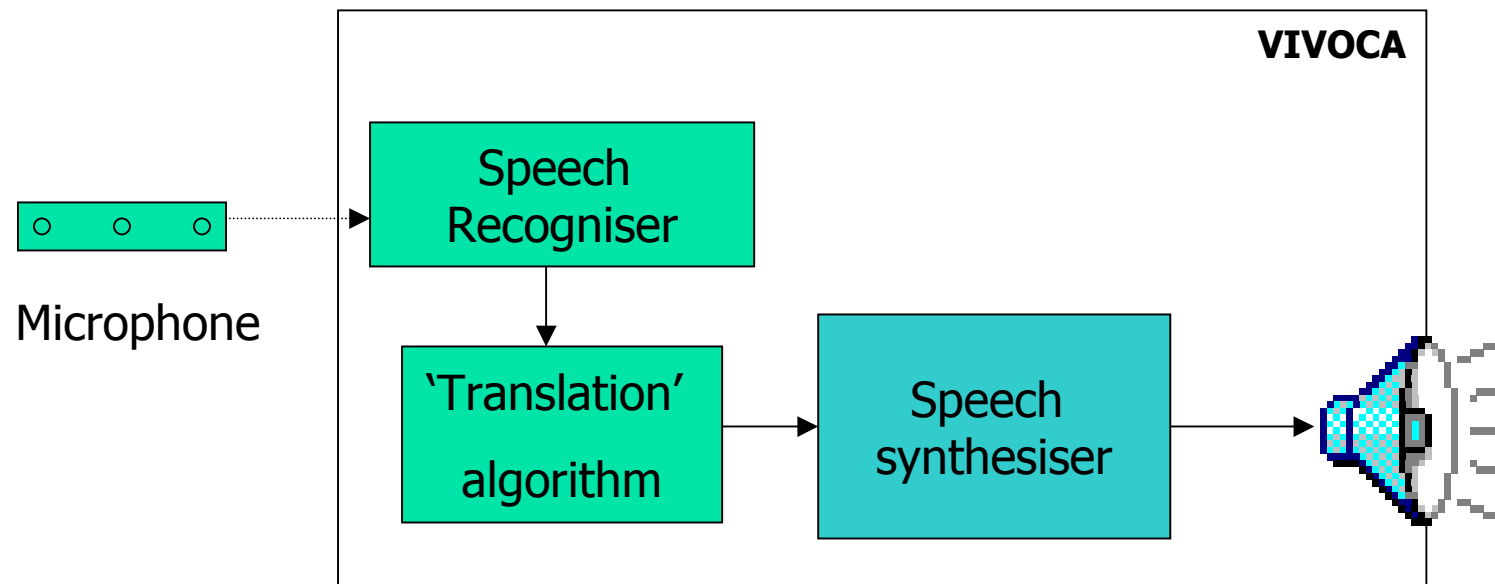 VIVOCA
Speech
Recogniser
Microphone
‘Translation’
algorithm
Speech
synthesiser